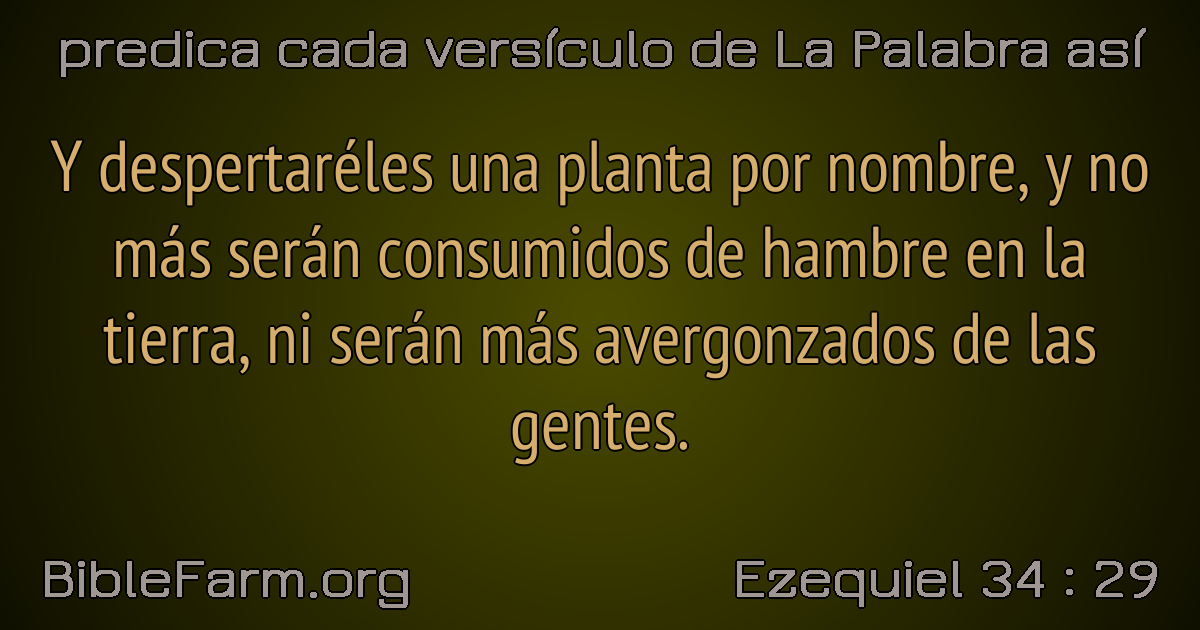 predica cada versículo de La Palabra así
Y despertaréles una planta por nombre, y no
más serán consumidos de hambre en la
tierra, ni serán más avergonzados de las
gentes.
BibleFarm.org
Ezequiel 34 : 29